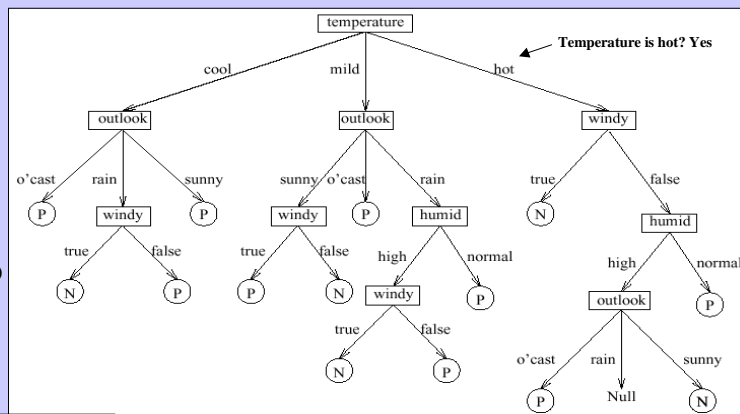 temperature
Temperature is hot? Yes
cool mild hot
outlook outlook windy
o'cast rain sunny sunny o'cast rain true false
P windy P windy P humid N humid
true false true false high normal high normal
N P P N windy P outlook P
true false o'cast rain sunny
N P P Null N